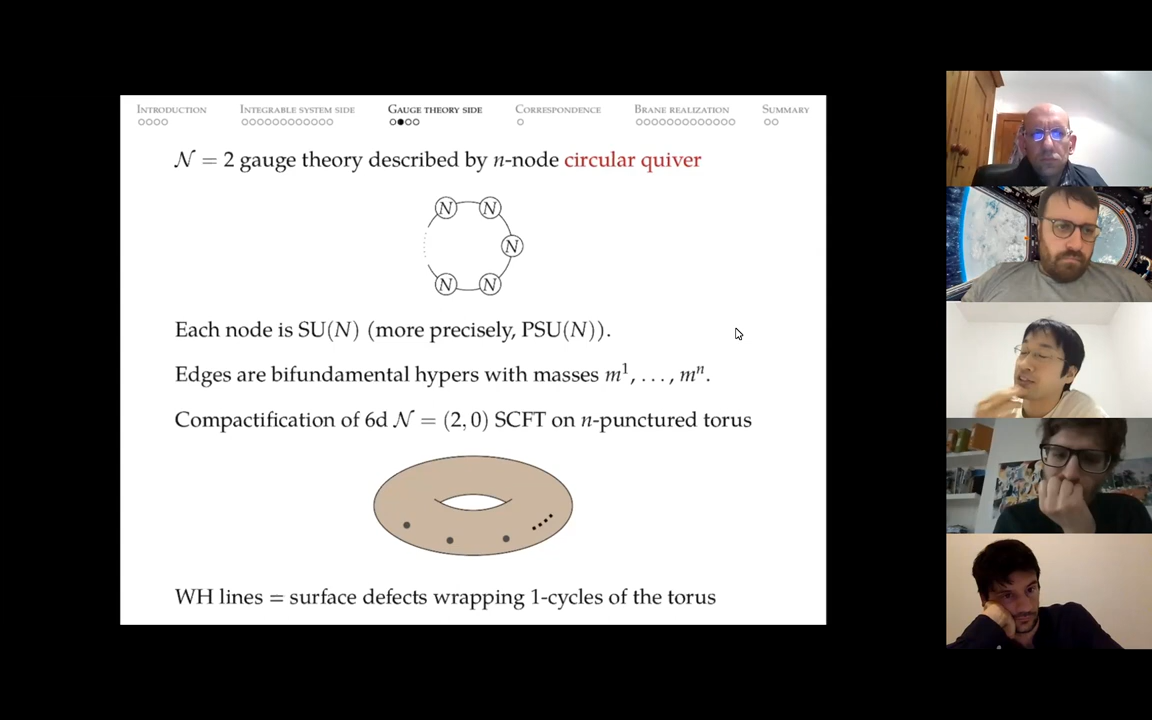 INTRODUCTION INTEGRABLE SYSTEM SIDE GAUGE THEORY SIDE CORRESPONDENCE BRANE REALIZATION SUMMARY
𝒩 = 2 gauge theory described by n-node circular quiver
N N
N
N N
Each node is SU(N) (more precisely, PSU(N)).
Edges are bifundamental hypers with masses m¹, . . . , mⁿ.
Compactification of 6d 𝒩 = (2, 0) SCFT on n-punctured torus
WH lines = surface defects wrapping 1-cycles of the torus